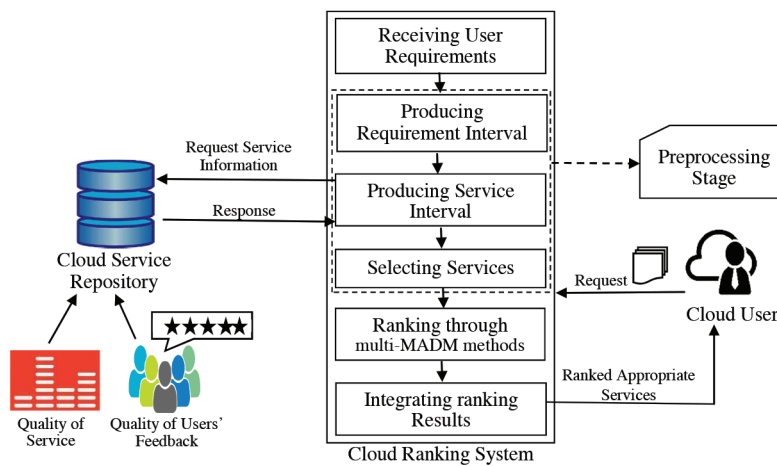 Receiving User
Requirements
Producing
Requirement Interval
Request Service
Information
Producing Service
Interval
Response
Preprocessing
Stage
Cloud Service
Repository
Selecting Services
Request
Cloud User
Ranking through
multi-MADM methods
Ranked Appropriate
Services
Integrating ranking
Results
Quality of
Service
Quality of Users'
Feedback
Cloud Ranking System